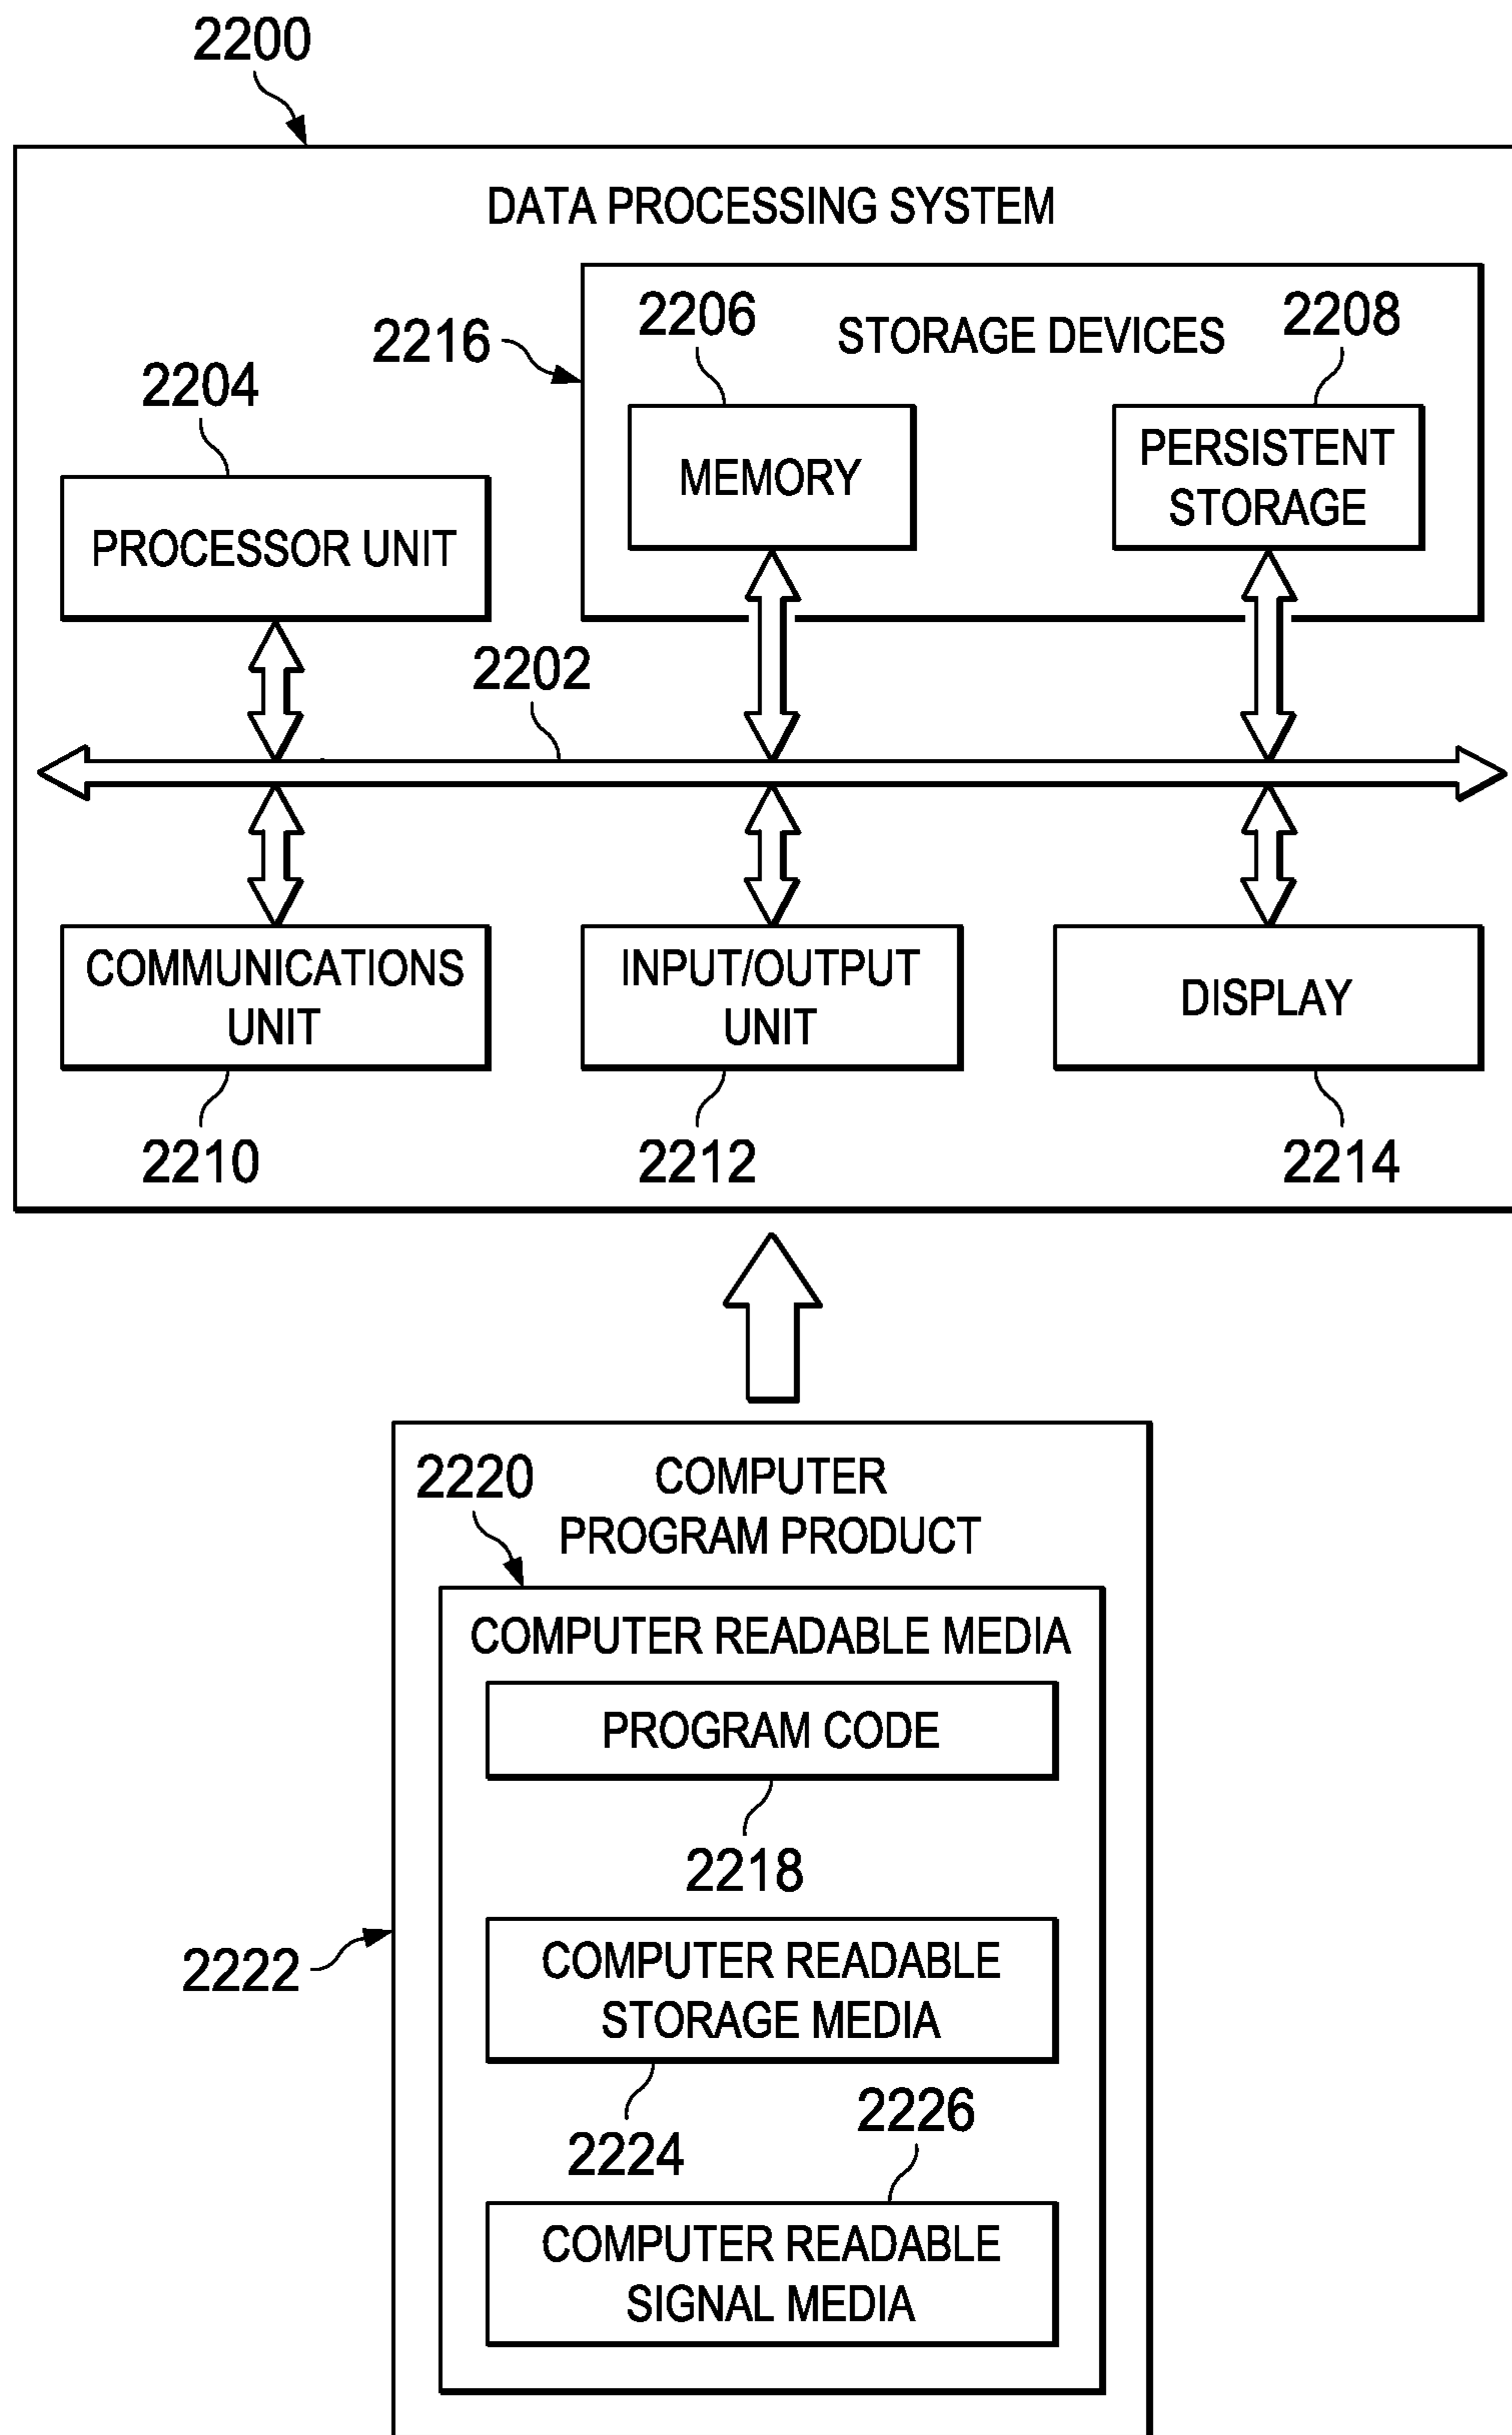 2200
DATA PROCESSING SYSTEM
2216
2206
STORAGE DEVICES
2208
2204
MEMORY
PERSISTENT
STORAGE
PROCESSOR UNIT
2202
COMMUNICATIONS
UNIT
INPUT/OUTPUT
UNIT
DISPLAY
2210
2212
2214
2220
COMPUTER
PROGRAM PRODUCT
COMPUTER READABLE MEDIA
PROGRAM CODE
2218
2222
COMPUTER READABLE
STORAGE MEDIA
2224
2226
COMPUTER READABLE
SIGNAL MEDIA